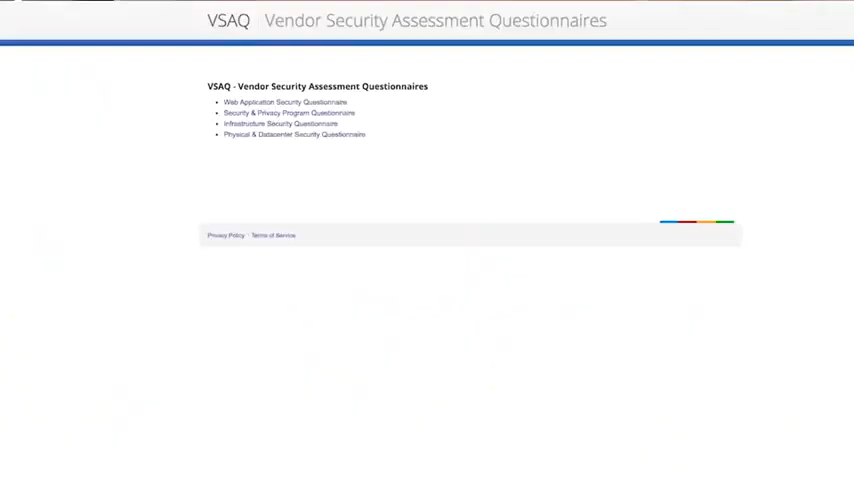 VSAQ Vendor Security Assessment Questionnaires
VSAQ - Vendor Security Assessment Questionnaires
• Web Application Security Questionnaire
• Security & Privacy Program Questionnaire
• Infrastructure Security Questionnaire
• Physical & Datacenter Security Questionnaire
Privacy Policy · Terms of Service